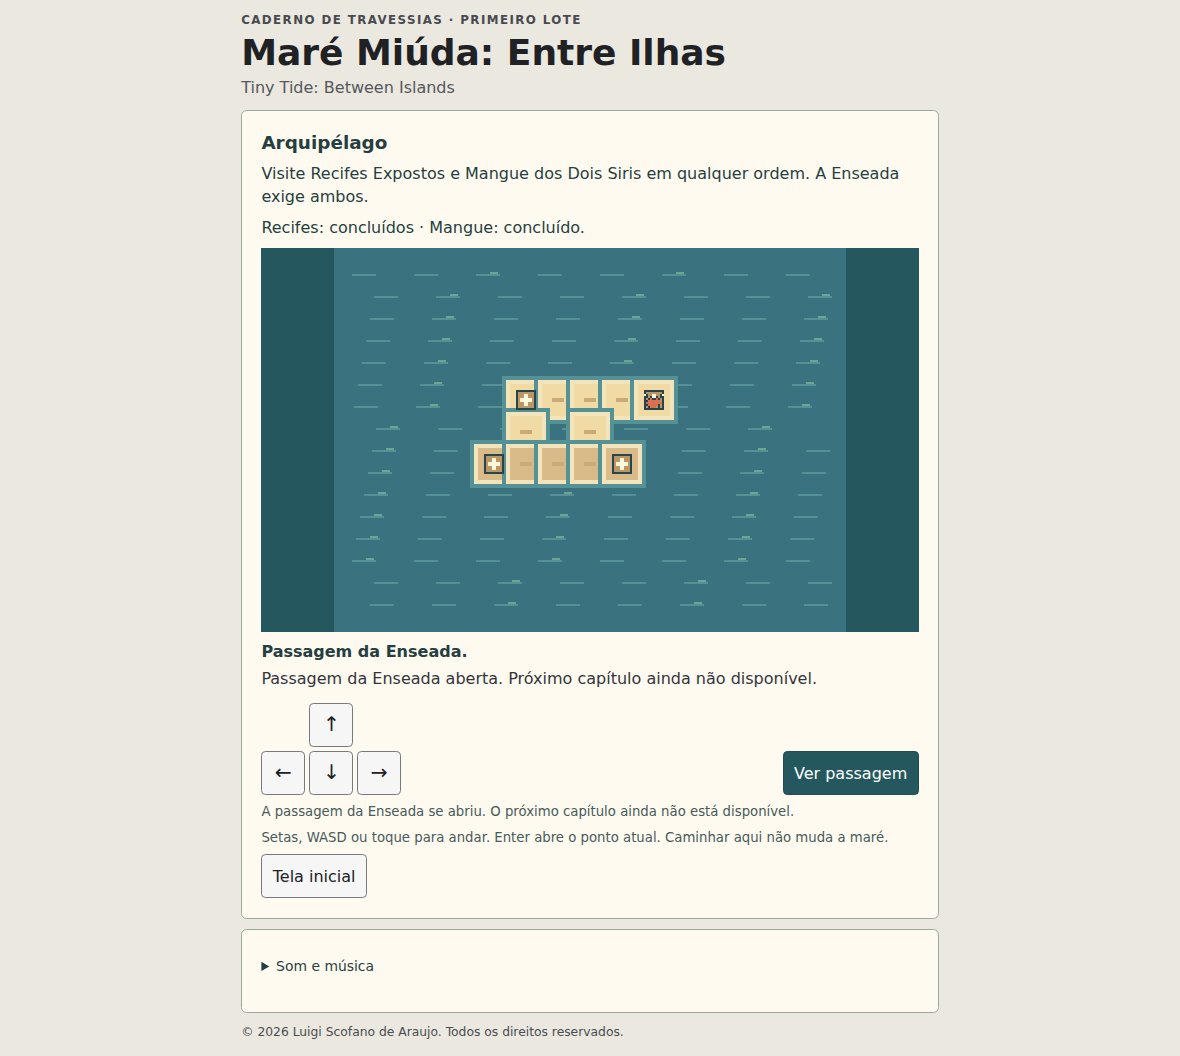 CADERNO DE TRAVESSIAS · PRIMEIRO LOTE
Maré Miúda: Entre Ilhas
Tiny Tide: Between Islands
Arquipélago
Visite Recifes Expostos e Mangue dos Dois Siris em qualquer ordem. A Enseada
exige ambos.
Recifes: concluídos · Mangue: concluído.
Passagem da Enseada.
Passagem da Enseada aberta. Próximo capítulo ainda não disponível.
↑
← ↓ →
Ver passagem
A passagem da Enseada se abriu. O próximo capítulo ainda não está disponível.
Setas, WASD ou toque para andar. Enter abre o ponto atual. Caminhar aqui não muda a maré.
Tela inicial
▶ Som e música
© 2026 Luigi Scofano de Araujo. Todos os direitos reservados.